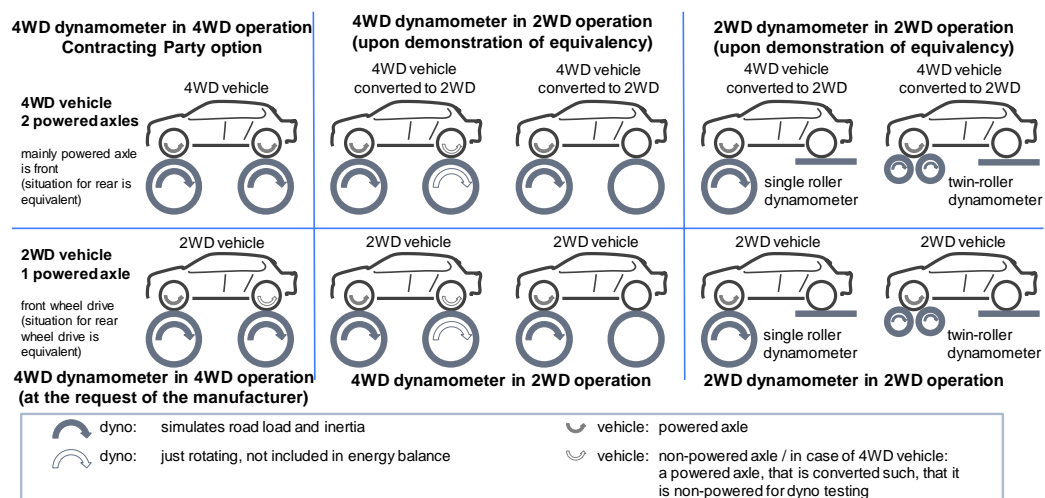 4WD dynamometer in 4WD operation
Contracting Party option
4WD dynamometer in 2WD operation
(upon demonstration of equivalency)
2WD dynamometer in 2WD operation
(upon demonstration of equivalency)
4WD vehicle
2 powered axles
mainly powered axle
is front
(situation for rear is
equivalent)
4WD vehicle
4WD vehicle
converted to 2WD
4WD vehicle
converted to 2WD
4WD vehicle
converted to 2WD
4WD vehicle
converted to 2WD
single roller
dynamometer
twin-roller
dynamometer
2WD vehicle
1 powered axle
front wheel drive
(situation for rear
wheel drive is
equivalent)
2WD vehicle
2WD vehicle
2WD vehicle
2WD vehicle
2WD vehicle
single roller
dynamometer
twin-roller
dynamometer
4WD dynamometer in 4WD operation
(at the request of the manufacturer)
4WD dynamometer in 2WD operation
2WD dynamometer in 2WD operation
dyno: simulates road load and inertia
dyno: just rotating, not included in energy balance
vehicle: powered axle
vehicle: non-powered axle / in case of 4WD vehicle:
a powered axle, that is converted such, that it
is non-powered for dyno testing